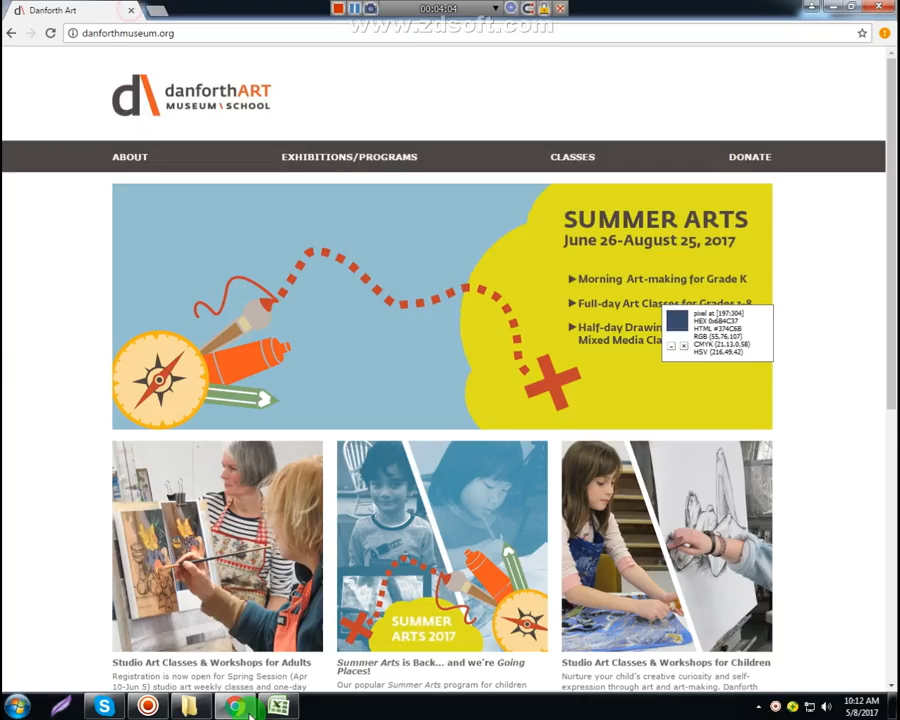 Danforth Art
00:04:04
www.zdsoft.com
danforthmuseum.org
d\ danforthART
MUSEUM\SCHOOL
ABOUT
EXHIBITIONS/PROGRAMS
CLASSES
DONATE
SUMMER ARTS
June 26-August 25, 2017
Morning Art-making for Grade K
Full-day Art Classes for Grades 1-8
Half-day Drawin
Mixed Media Cla
pixel at [197:304]
HEX 0x6B4C37
HTML #374C6B
RGB (55,76,107)
CMYK (21,13,0.58)
HSV (216,49,42)
SUMMER
ARTS 2017
Studio Art Classes & Workshops for Adults
Registration is now open for Spring Session (Apr
10-Jun 5) studio art weekly classes and one-day
Summer Arts is Back... and we're Going
Places!
Our popular Summer Arts program for children
Studio Art Classes & Workshops for Children
Nurture your child's creative curiosity and self-
expression through art and art-making. Danforth
10:12 AM
5/8/2017